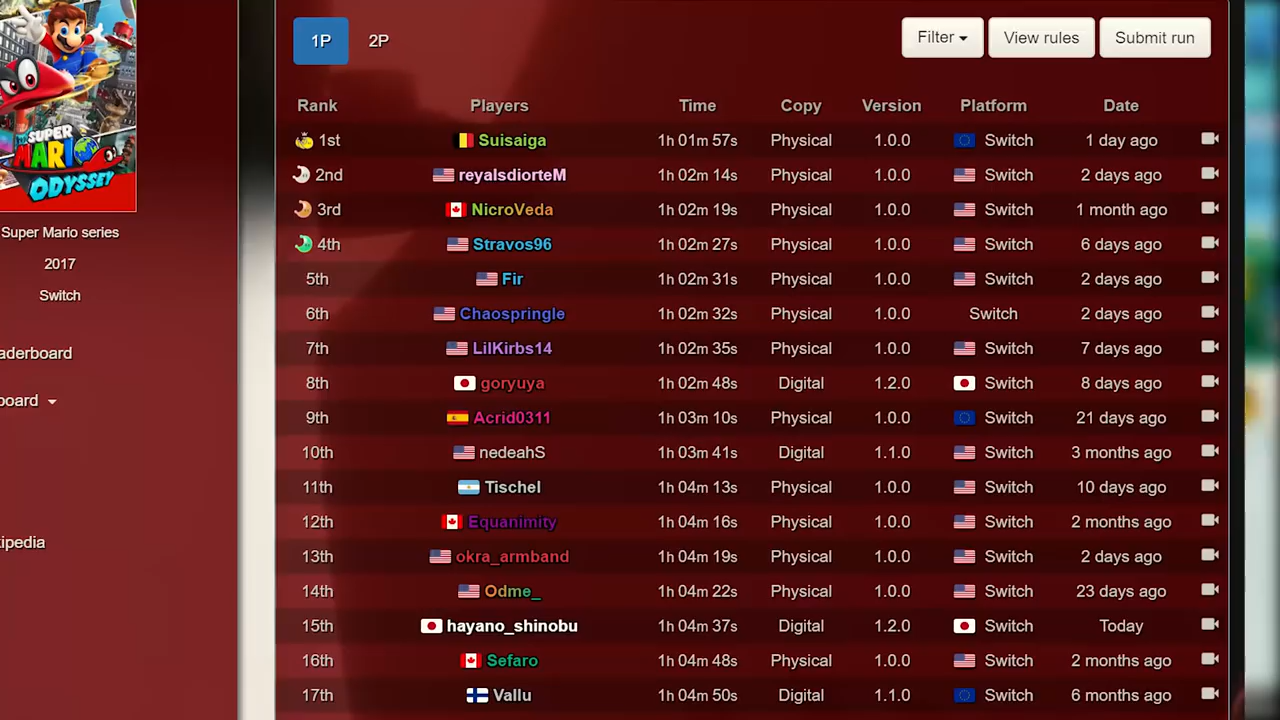 SUPER
MARIO
ODYSSEY
Super Mario series
2017
Switch
aderboard
board
ipedia
1P 2P Filter View rules Submit run
Rank Players Time Copy Version Platform Date
1st Suisaiga 1h 01m 57s Physical 1.0.0 Switch 1 day ago
2nd reyalsdiorteM 1h 02m 14s Physical 1.0.0 Switch 2 days ago
3rd NicroVeda 1h 02m 19s Physical 1.0.0 Switch 1 month ago
4th Stravos96 1h 02m 27s Physical 1.0.0 Switch 6 days ago
5th Fir 1h 02m 31s Physical 1.0.0 Switch 2 days ago
6th Chaospringle 1h 02m 32s Physical 1.0.0 Switch 2 days ago
7th LilKirbs14 1h 02m 35s Physical 1.0.0 Switch 7 days ago
8th goryuya 1h 02m 48s Digital 1.2.0 Switch 8 days ago
9th Acrid0311 1h 03m 10s Physical 1.0.0 Switch 21 days ago
10th nedeahS 1h 03m 41s Digital 1.1.0 Switch 3 months ago
11th Tischel 1h 04m 13s Physical 1.0.0 Switch 10 days ago
12th Equanimity 1h 04m 16s Physical 1.0.0 Switch 2 months ago
13th okra_armband 1h 04m 19s Physical 1.0.0 Switch 2 days ago
14th Odme_ 1h 04m 22s Physical 1.0.0 Switch 23 days ago
15th hayano_shinobu 1h 04m 37s Digital 1.2.0 Switch Today
16th Sefaro 1h 04m 48s Physical 1.0.0 Switch 2 months ago
17th Vallu 1h 04m 50s Digital 1.1.0 Switch 6 months ago